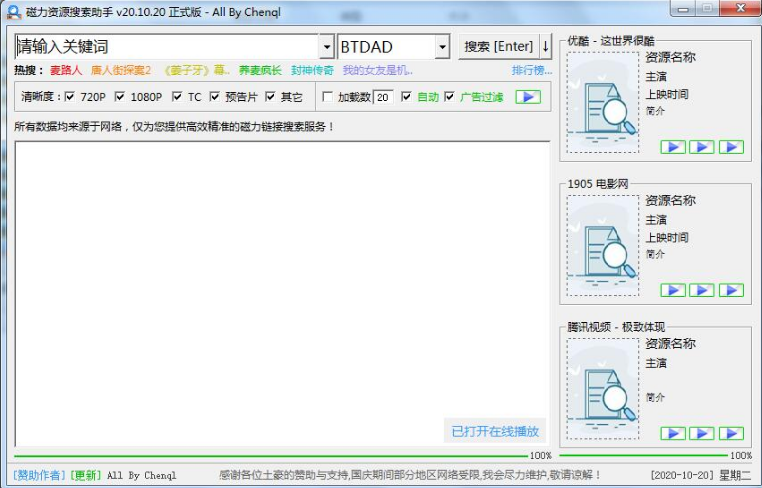 磁力资源搜索助手 v20.10.20 正式版 - All By Chenql
请输入关键词 BTDAD 搜索 [Enter] ↓
热搜： 麦路人 唐人街探案2 《姜子牙》幕.. 荞麦疯长 封神传奇 我的女友是机.. 排行榜...
清晰度： 720P 1080P TC 预告片 其它 加载数 20 自动 广告过滤
所有数据均来源于网络，仅为您提供高效精准的磁力链接搜索服务！
已打开在线播放
100%
优酷 - 这世界很酷
资源名称
主演
上映时间
简介
1905 电影网
资源名称
主演
上映时间
简介
腾讯视频 - 极致体现
资源名称
主演
简介
100%
[赞助作者] [更新] All By Chenql 感谢各位土豪的赞助与支持,国庆期间部分地区网络受限,我会尽力维护,敬请谅解！ [2020-10-20] 星期二